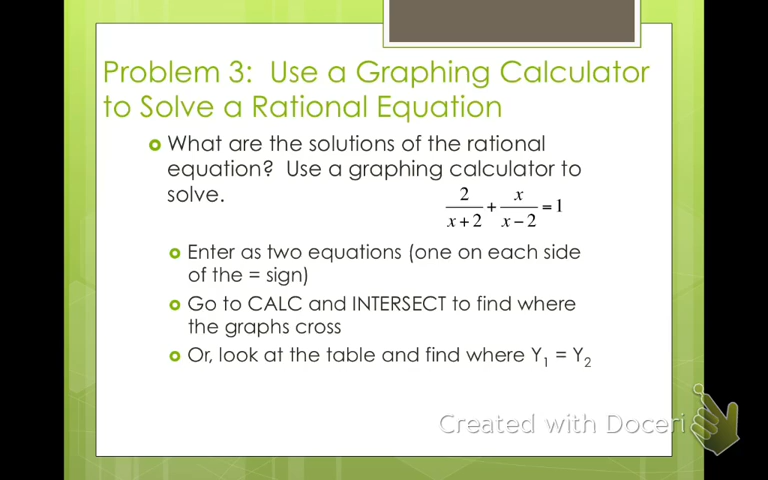 Problem 3: Use a Graphing Calculator
to Solve a Rational Equation
What are the solutions of the rational
equation? Use a graphing calculator to
solve.
2/(x+2) + x/(x−2) = 1
Enter as two equations (one on each side
of the = sign)
Go to CALC and INTERSECT to find where
the graphs cross
Or, look at the table and find where Y₁ = Y₂
Created with Doceri